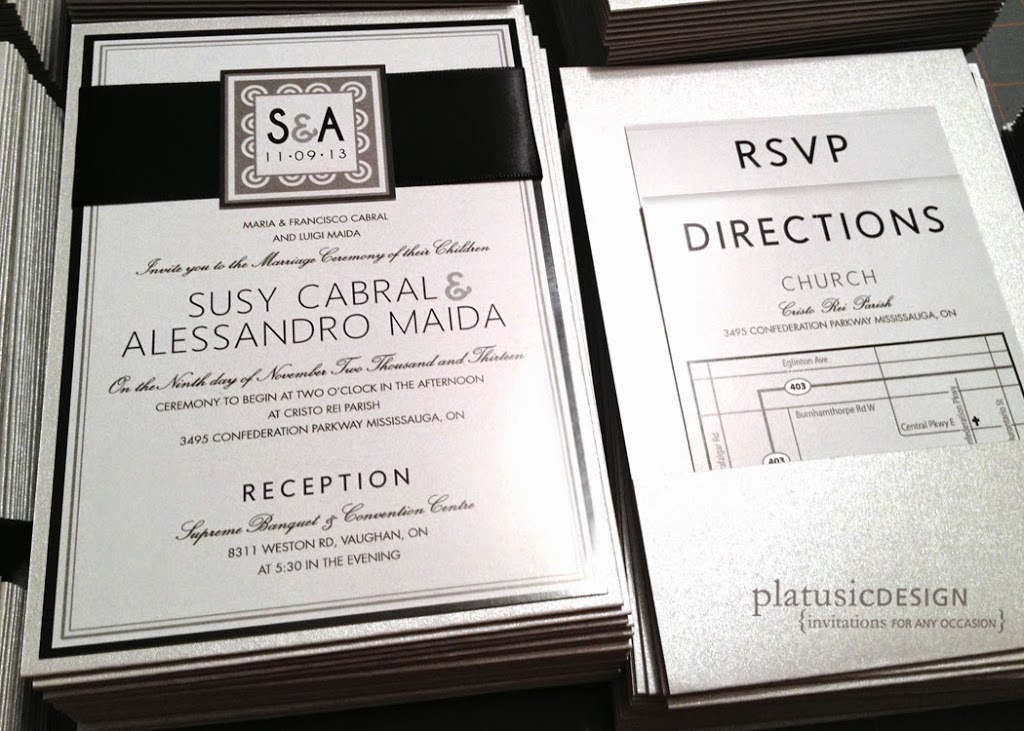 S&A
11·09·13
MARIA & FRANCISCO CABRAL
AND LUIGI MAIDA
Invite you to the Marriage Ceremony of their Children
SUSY CABRAL &
ALESSANDRO MAIDA
On the Ninth day of November Two Thousand and Thirteen
CEREMONY TO BEGIN AT TWO O'CLOCK IN THE AFTERNOON
AT CRISTO REI PARISH
3495 CONFEDERATION PARKWAY MISSISSAUGA, ON
RECEPTION
Supreme Banquet & Convention Centre
8311 WESTON RD, VAUGHAN, ON
AT 5:30 IN THE EVENING
RSVP
DIRECTIONS
CHURCH
Cristo Rei Parish
3495 CONFEDERATION PARKWAY MISSISSAUGA, ON
Eglinton Ave
403
Burnhamthorpe Rd W
Central Pkwy E
403
platusicDESIGN
{invitations FOR ANY OCCASION}